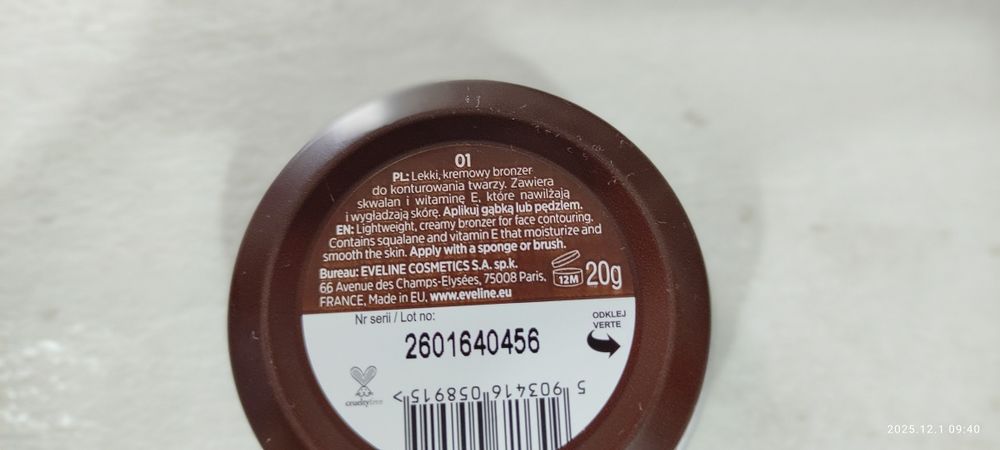 01
PL: Lekki, kremowy bronzer
do konturowania twarzy. Zawiera
skwalan i witaminę E, które nawilżają
i wygładzają skórę. Aplikuj gąbką lub pędzlem.
EN: Lightweight, creamy bronzer for face contouring.
Contains squalane and vitamin E that moisturize and
smooth the skin. Apply with a sponge or brush.
Bureau: EVELINE COSMETICS S.A. sp.k.
66 Avenue des Champs-Elysées, 75008 Paris,
FRANCE, Made in EU, www.eveline.eu
12M
20g
Nr serii / Lot no:
2601640456
ODKLEJ
VERTE
crueltyfree
5 903416 058915 >
2025.12.1 09:40